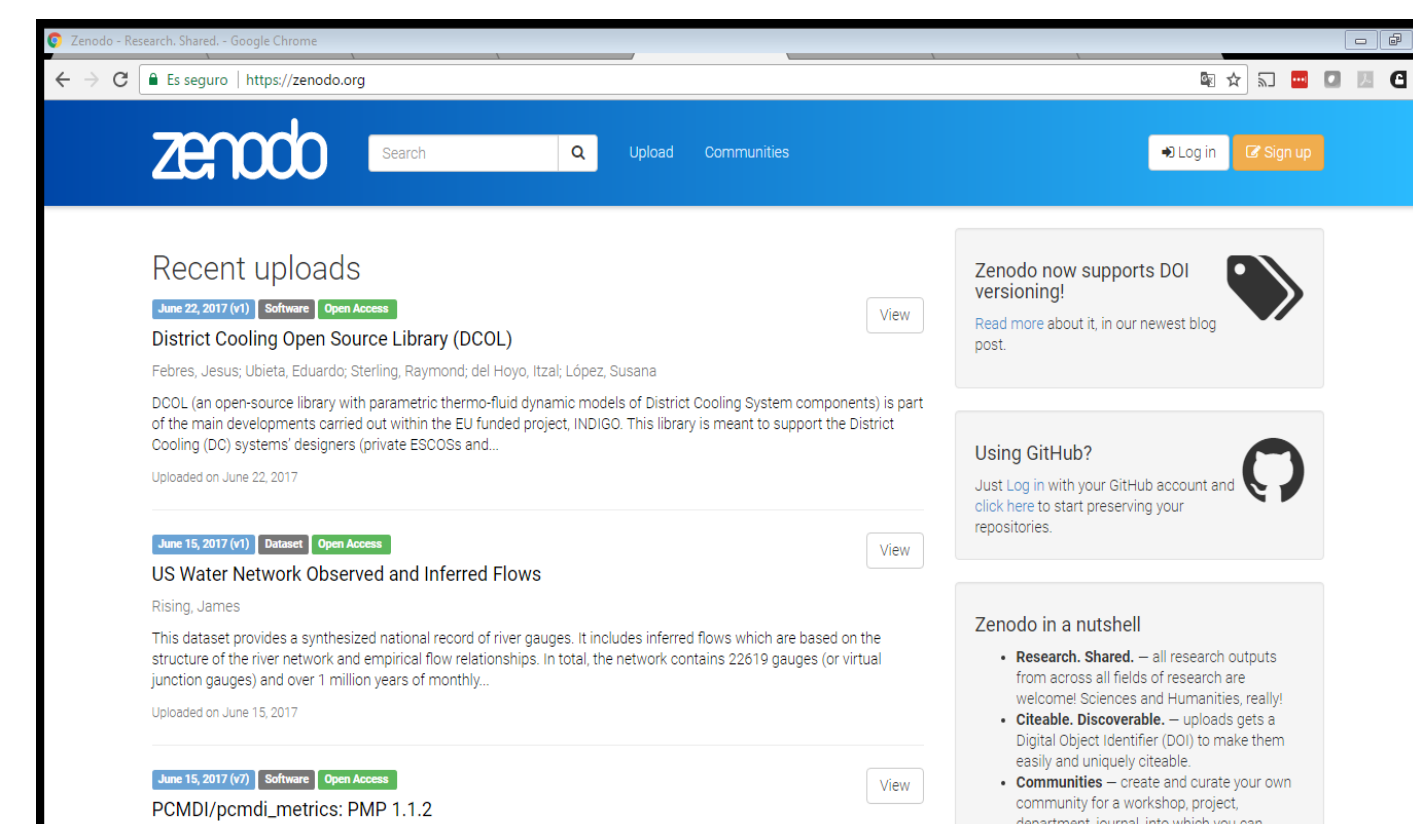 Zenodo - Research. Shared. - Google Chrome
Es seguro | https://zenodo.org
zenodo
Search
Upload
Communities
Log in
Sign up
Recent uploads
June 22, 2017 (v1) Software Open Access
View
District Cooling Open Source Library (DCOL)
Febres, Jesus; Ubieta, Eduardo; Sterling, Raymond; del Hoyo, Itzal; López, Susana
DCOL (an open-source library with parametric thermo-fluid dynamic models of District Cooling System components) is part
of the main developments carried out within the EU funded project, INDIGO. This library is meant to support the District
Cooling (DC) systems' designers (private ESCOSs and...
Uploaded on June 22, 2017
June 15, 2017 (v1) Dataset Open Access
View
US Water Network Observed and Inferred Flows
Rising, James
This dataset provides a synthesized national record of river gauges. It includes inferred flows which are based on the
structure of the river network and empirical flow relationships. In total, the network contains 22619 gauges (or virtual
junction gauges) and over 1 million years of monthly...
Uploaded on June 15, 2017
June 15, 2017 (v7) Software Open Access
View
PCMDI/pcmdi_metrics: PMP 1.1.2
Zenodo now supports DOI
versioning!
Read more about it, in our newest blog
post.
Using GitHub?
Just Log in with your GitHub account and
click here to start preserving your
repositories.
Zenodo in a nutshell
• Research. Shared. — all research outputs
from across all fields of research are
welcome! Sciences and Humanities, really!
• Citeable. Discoverable. — uploads gets a
Digital Object Identifier (DOI) to make them
easily and uniquely citeable.
• Communities — create and curate your own
community for a workshop, project,
department, journal, into which you can